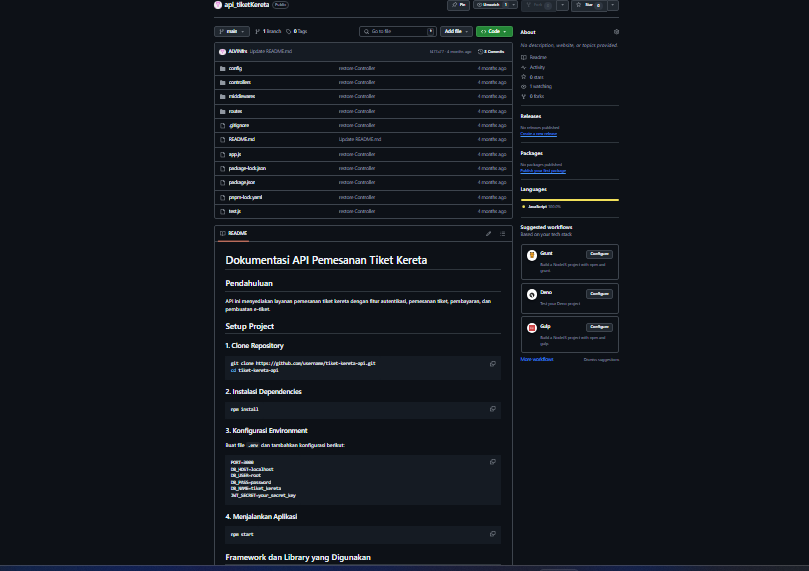 api_tiketKereta Public
Pin
Unwatch 1
Star 0
main
1 Branch
0 Tags
Go to file
Add file
Code
Update README.md
4 months ago
5 Commits
config restore-Controller 4 months ago
controllers restore-Controller 4 months ago
middlewares restore-Controller 4 months ago
routes restore-Controller 4 months ago
.gitignore restore-Controller 4 months ago
README.md Update README.md 4 months ago
app.js restore-Controller 4 months ago
package-lock.json restore-Controller 4 months ago
package.json restore-Controller 4 months ago
pnpm-lock.yaml restore-Controller 4 months ago
test.js restore-Controller 4 months ago
README
Dokumentasi API Pemesanan Tiket Kereta
Pendahuluan
API ini menyediakan layanan pemesanan tiket kereta dengan fitur autentikasi, pemesanan tiket, pembayaran, dan
pembuatan e-tiket.
Setup Project
1. Clone Repository
git clone https://github.com/username/tiket-kereta-api.git
cd tiket-kereta-api
2. Instalasi Dependencies
npm install
3. Konfigurasi Environment
Buat file .env dan tambahkan konfigurasi berikut:
PORT=3000
DB_HOST=localhost
DB_USER=root
DB_PASS=password
DB_NAME=tiket_kereta
JWT_SECRET=your_secret_key
4. Menjalankan Aplikasi
npm start
Framework dan Library yang Digunakan
About
No description, website, or topics provided.
Readme
Activity
0 stars
1 watching
0 forks
Releases
No releases published
Create a new release
Packages
No packages published
Publish your first package
Languages
JavaScript 100.0%
Suggested workflows
Based on your tech stack
Grunt
Configure
Build a NodeJS project with npm and
grunt.
Deno
Configure
Test your Deno project
Gulp
Configure
Build a NodeJS project with npm and
gulp.
More workflows
Dismiss suggestions